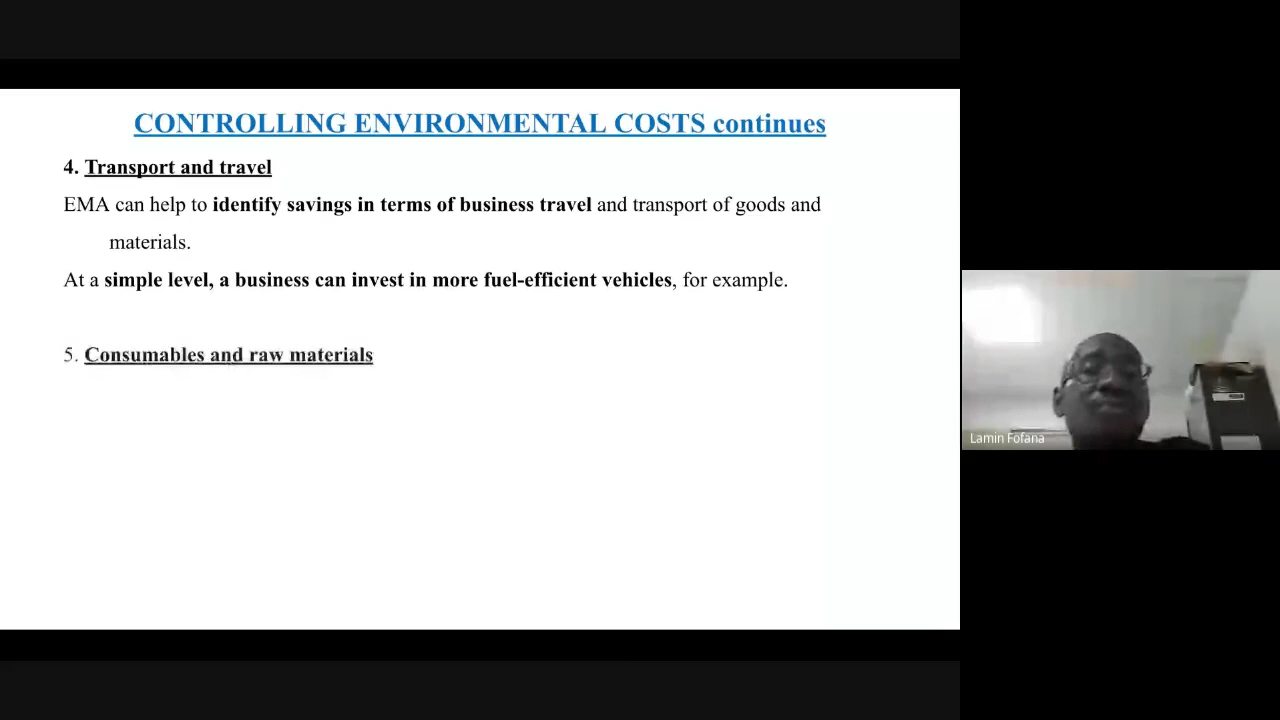 CONTROLLING ENVIRONMENTAL COSTS continues
4. Transport and travel
EMA can help to identify savings in terms of business travel and transport of goods and
materials.
At a simple level, a business can invest in more fuel-efficient vehicles, for example.
5. Consumables and raw materials
Lamin Fofana